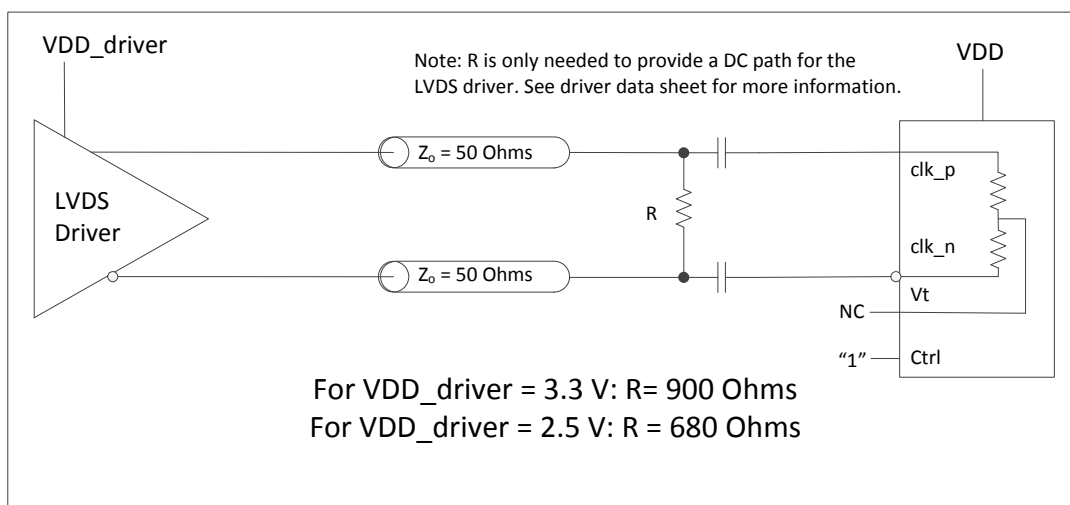 VDD_driver
Note: R is only needed to provide a DC path for the
LVDS driver. See driver data sheet for more information.
VDD
Zo = 50 Ohms
clk_p
LVDS
Driver
R
clk_n
Zo = 50 Ohms
Vt
NC
“1”
Ctrl
For VDD_driver = 3.3 V: R= 900 Ohms
For VDD_driver = 2.5 V: R = 680 Ohms